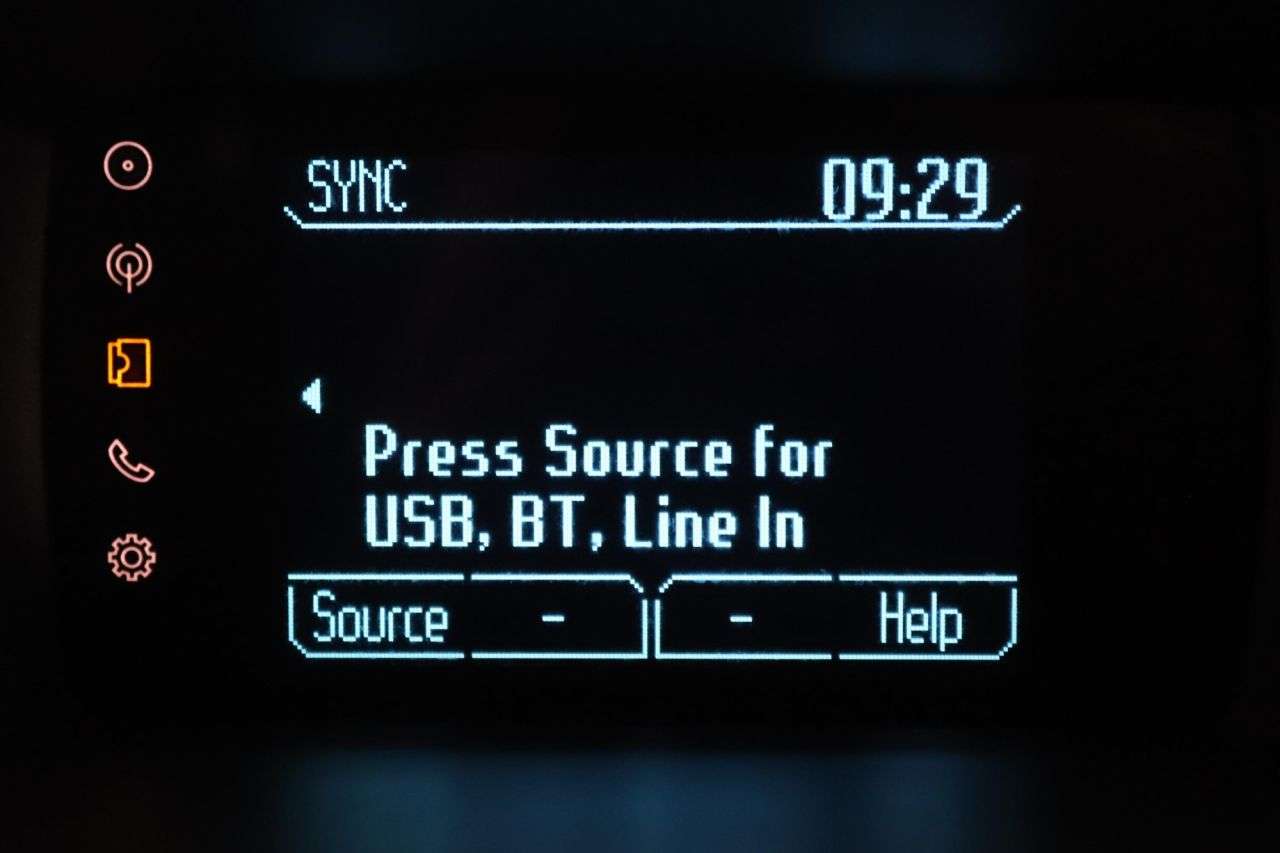 SYNC 09:29
Press Source for
USB, BT, Line In
Source - - Help